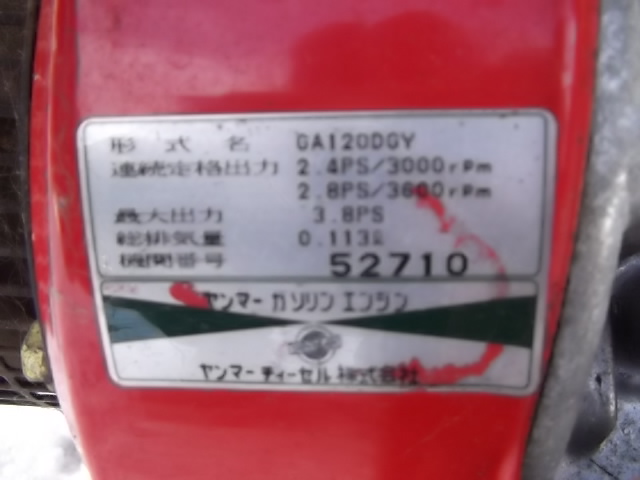 形式名 GA120DGY
連続定格出力 2.4PS/3000rpm
2.8PS/3600rpm
最大出力 3.8PS
総排気量 0.113ℓ
機関番号 52710
ヤンマーガソリンエンジン
ヤンマーディーゼル株式会社